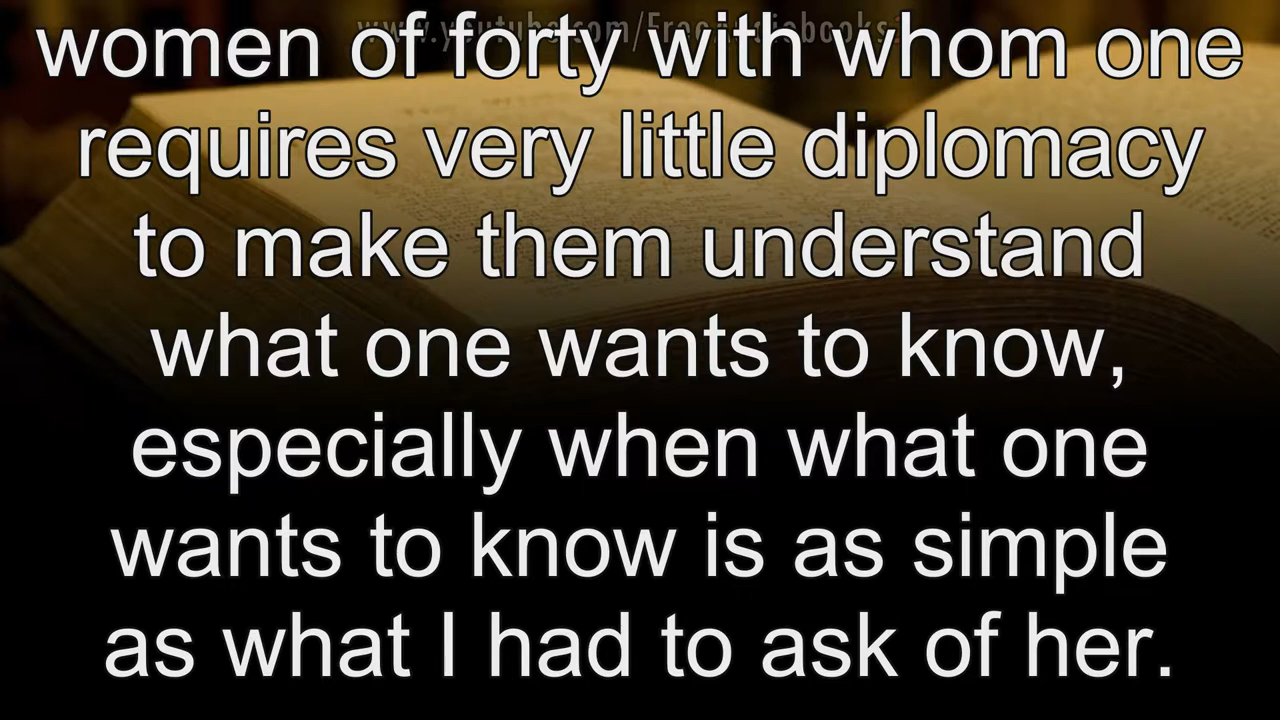 women of forty with whom one
requires very little diplomacy
to make them understand
what one wants to know,
especially when what one
wants to know is as simple
as what I had to ask of her.